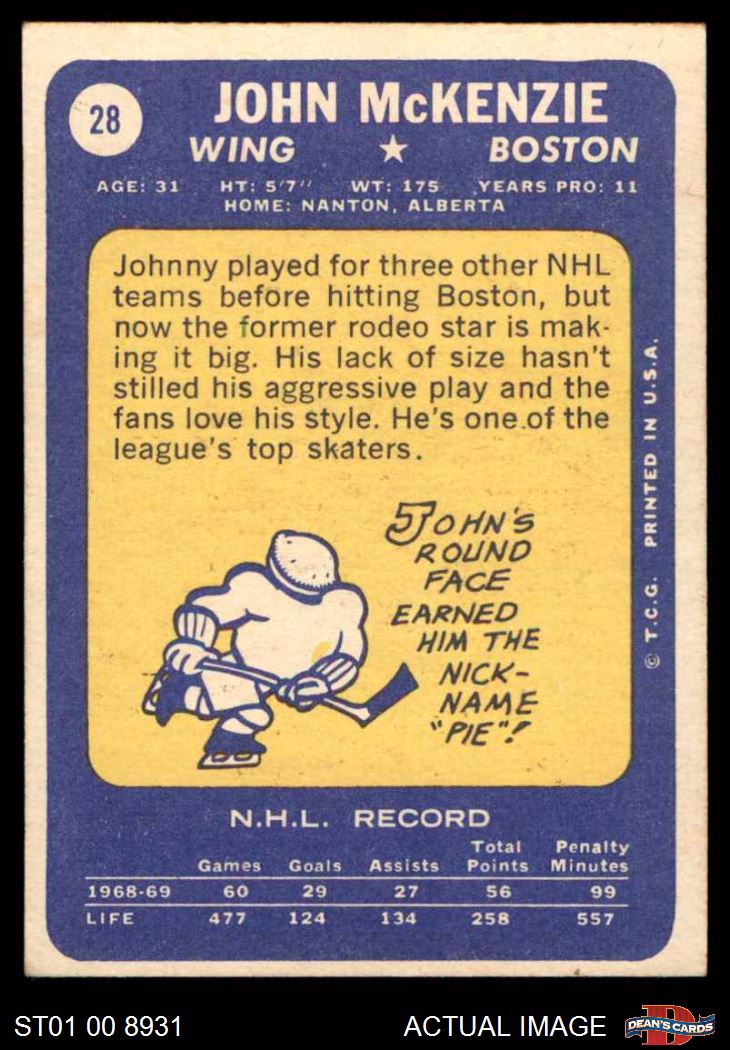 28
JOHN McKENZIE
WING ★ BOSTON
AGE: 31 HT: 5'7" WT: 175 YEARS PRO: 11
HOME: NANTON, ALBERTA
Johnny played for three other NHL
teams before hitting Boston, but
now the former rodeo star is mak-
ing it big. His lack of size hasn't
stilled his aggressive play and the
fans love his style. He's one of the
league's top skaters.
JOHN'S
ROUND
FACE
EARNED
HIM THE
NICK-
NAME
"PIE"!
© T.C.G. PRINTED IN U.S.A.
N.H.L. RECORD
Games Goals Assists Total Points Penalty Minutes
1968-69 60 29 27 56 99
LIFE 477 124 134 258 557
ST01 00 8931 ACTUAL IMAGE
D
DEAN'S CARDS